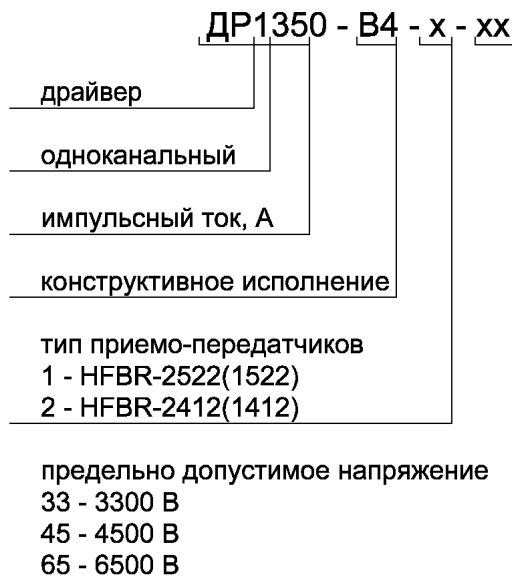 ДР1350 - В4 - х - хх
драйвер
одноканальный
импульсный ток, А
конструктивное исполнение
тип приемо-передатчиков
1 - HFBR-2522(1522)
2 - HFBR-2412(1412)
предельно допустимое напряжение
33 - 3300 В
45 - 4500 В
65 - 6500 В